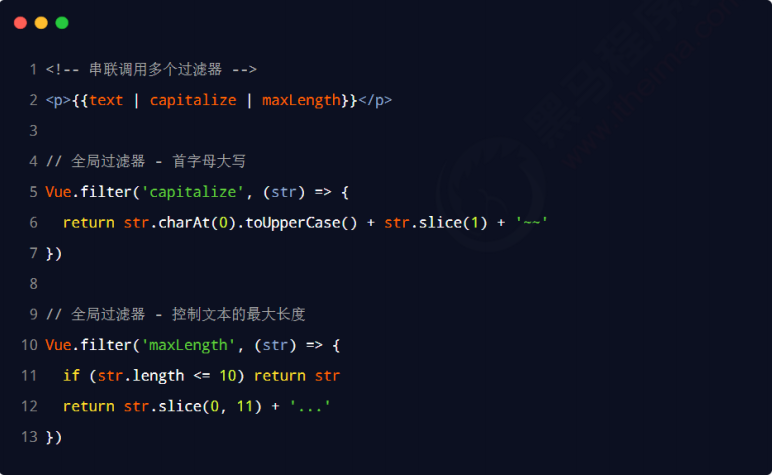 1 <!-- 串联调用多个过滤器 -->
2 <p>{{text | capitalize | maxLength}}</p>
3
4 // 全局过滤器 - 首字母大写
5 Vue.filter('capitalize', (str) => {
6   return str.charAt(0).toUpperCase() + str.slice(1) + '~~'
7 })
8
9 // 全局过滤器 - 控制文本的最大长度
10 Vue.filter('maxLength', (str) => {
11   if (str.length <= 10) return str
12   return str.slice(0, 11) + '...'
13 })